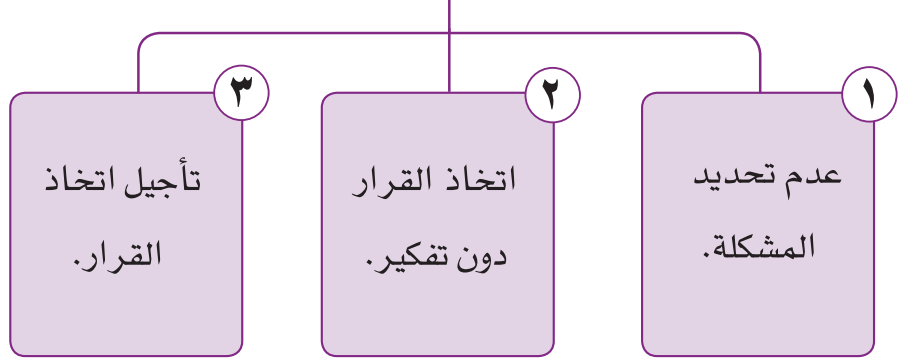 ١
عدم تحديد
المشكلة.
٢
اتخاذ القرار
دون تفكير.
٣
تأجيل اتخاذ
القرار.